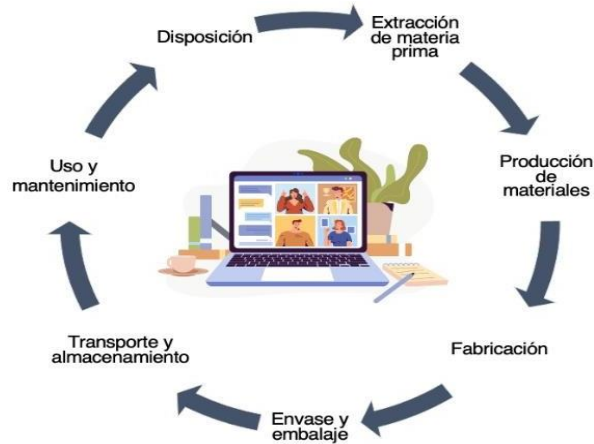 Disposición
Extracción
de materia
prima
Producción
de
materiales
Fabricación
Envase y
embalaje
Transporte y
almacenamiento
Uso y
mantenimiento